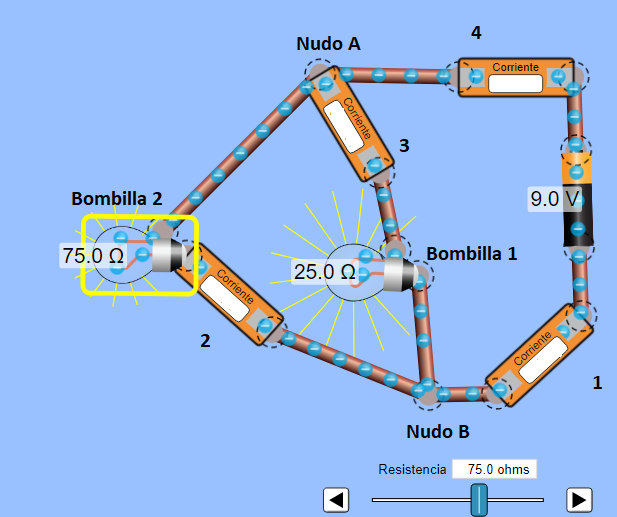 4
Nudo A
Corriente
Corriente
3
9.0 V
Bombilla 2
75.0 Ω
Bombilla 1
25.0 Ω
Corriente
2
Corriente
1
Nudo B
Resistencia 75.0 ohms